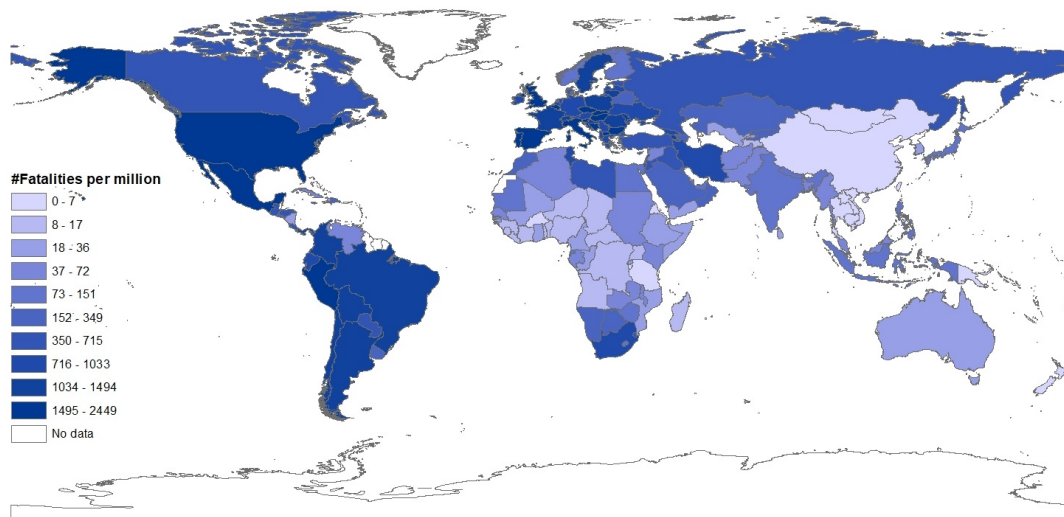 #Fatalities per million
0 - 7
8 - 17
18 - 36
37 - 72
73 - 151
152 - 349
350 - 715
716 - 1033
1034 - 1494
1495 - 2449
No data